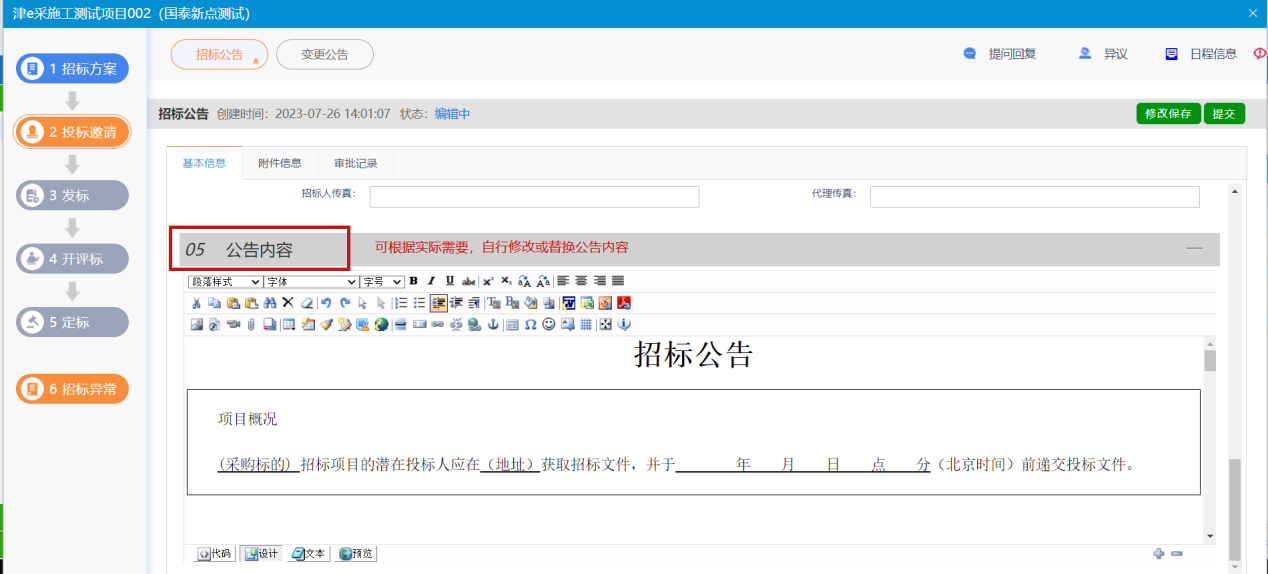 津e采施工测试项目002（国泰新点测试）
招标公告 * 变更公告 提问回复 异议 日程信息
1 招标方案
2 投标邀请
3 发标
4 开评标
5 定标
6 招标异常
招标公告 创建时间：2023-07-26 14:01:07 状态：编辑中 修改保存 提交
基本信息 附件信息 审批记录
招标人传真： 代理传真：
05 公告内容 可根据实际需要，自行修改或替换公告内容
段落样式 字体 字号 B I U abc
招标公告
项目概况
（采购标的）招标项目的潜在投标人应在（地址）获取招标文件，并于 年 月 日 点 分（北京时间）前递交投标文件。
代码 设计 文本 预览